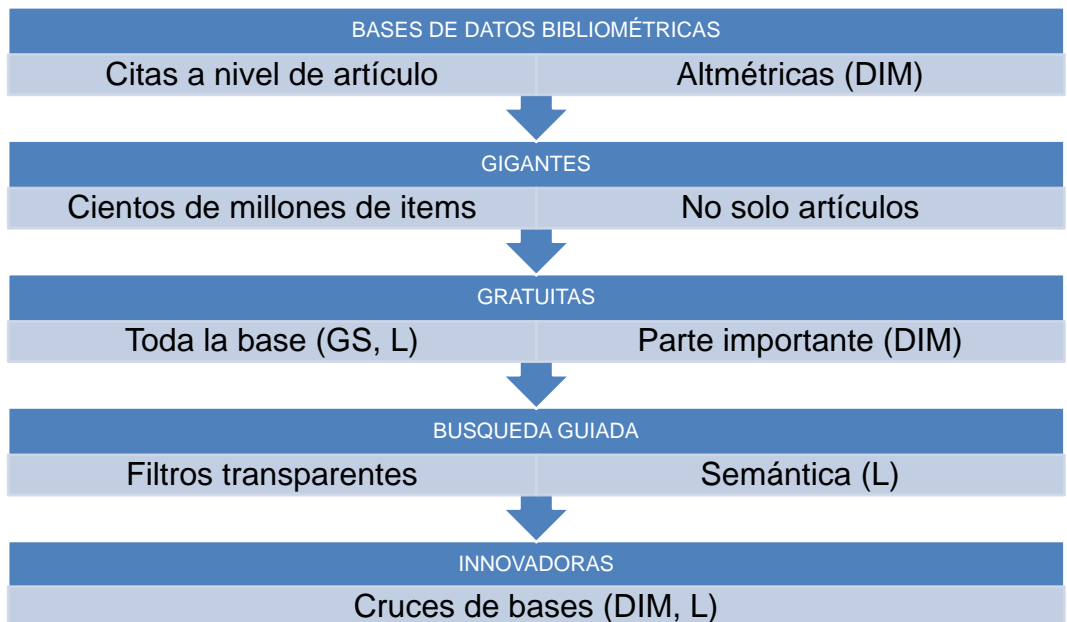 BASES DE DATOS BIBLIOMÉTRICAS
Citas a nivel de artículo
Altmétricas (DIM)
GIGANTES
Cientos de millones de items
No solo artículos
GRATUITAS
Toda la base (GS, L)
Parte importante (DIM)
BUSQUEDA GUIADA
Filtros transparentes
Semántica (L)
INNOVADORAS
Cruces de bases (DIM, L)